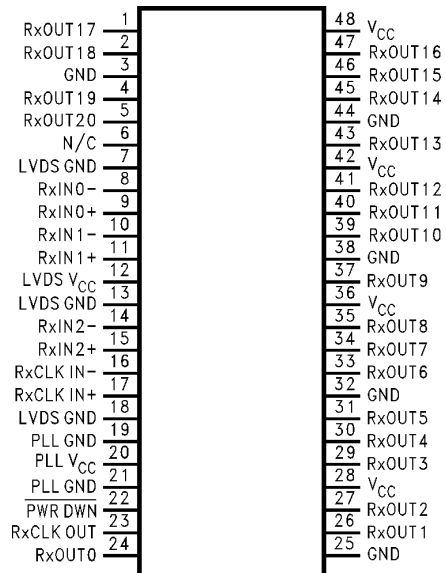 1 RxOUT17
2 RxOUT18
3 GND
4 RxOUT19
5 RxOUT20
6 N/C
7 LVDS GND
8 RxIN0-
9 RxIN0+
10 RxIN1-
11 RxIN1+
12 LVDS VCC
13 LVDS GND
14 RxIN2-
15 RxIN2+
16 RxCLK IN-
17 RxCLK IN+
18 LVDS GND
19 PLL GND
20 PLL VCC
21 PLL GND
22 PWR DWN
23 RxCLK OUT
24 RxOUT0
48 VCC
47 RxOUT16
46 RxOUT15
45 RxOUT14
44 GND
43 RxOUT13
42 VCC
41 RxOUT12
40 RxOUT11
39 RxOUT10
38 GND
37 RxOUT9
36 VCC
35 RxOUT8
34 RxOUT7
33 RxOUT6
32 GND
31 RxOUT5
30 RxOUT4
29 RxOUT3
28 VCC
27 RxOUT2
26 RxOUT1
25 GND